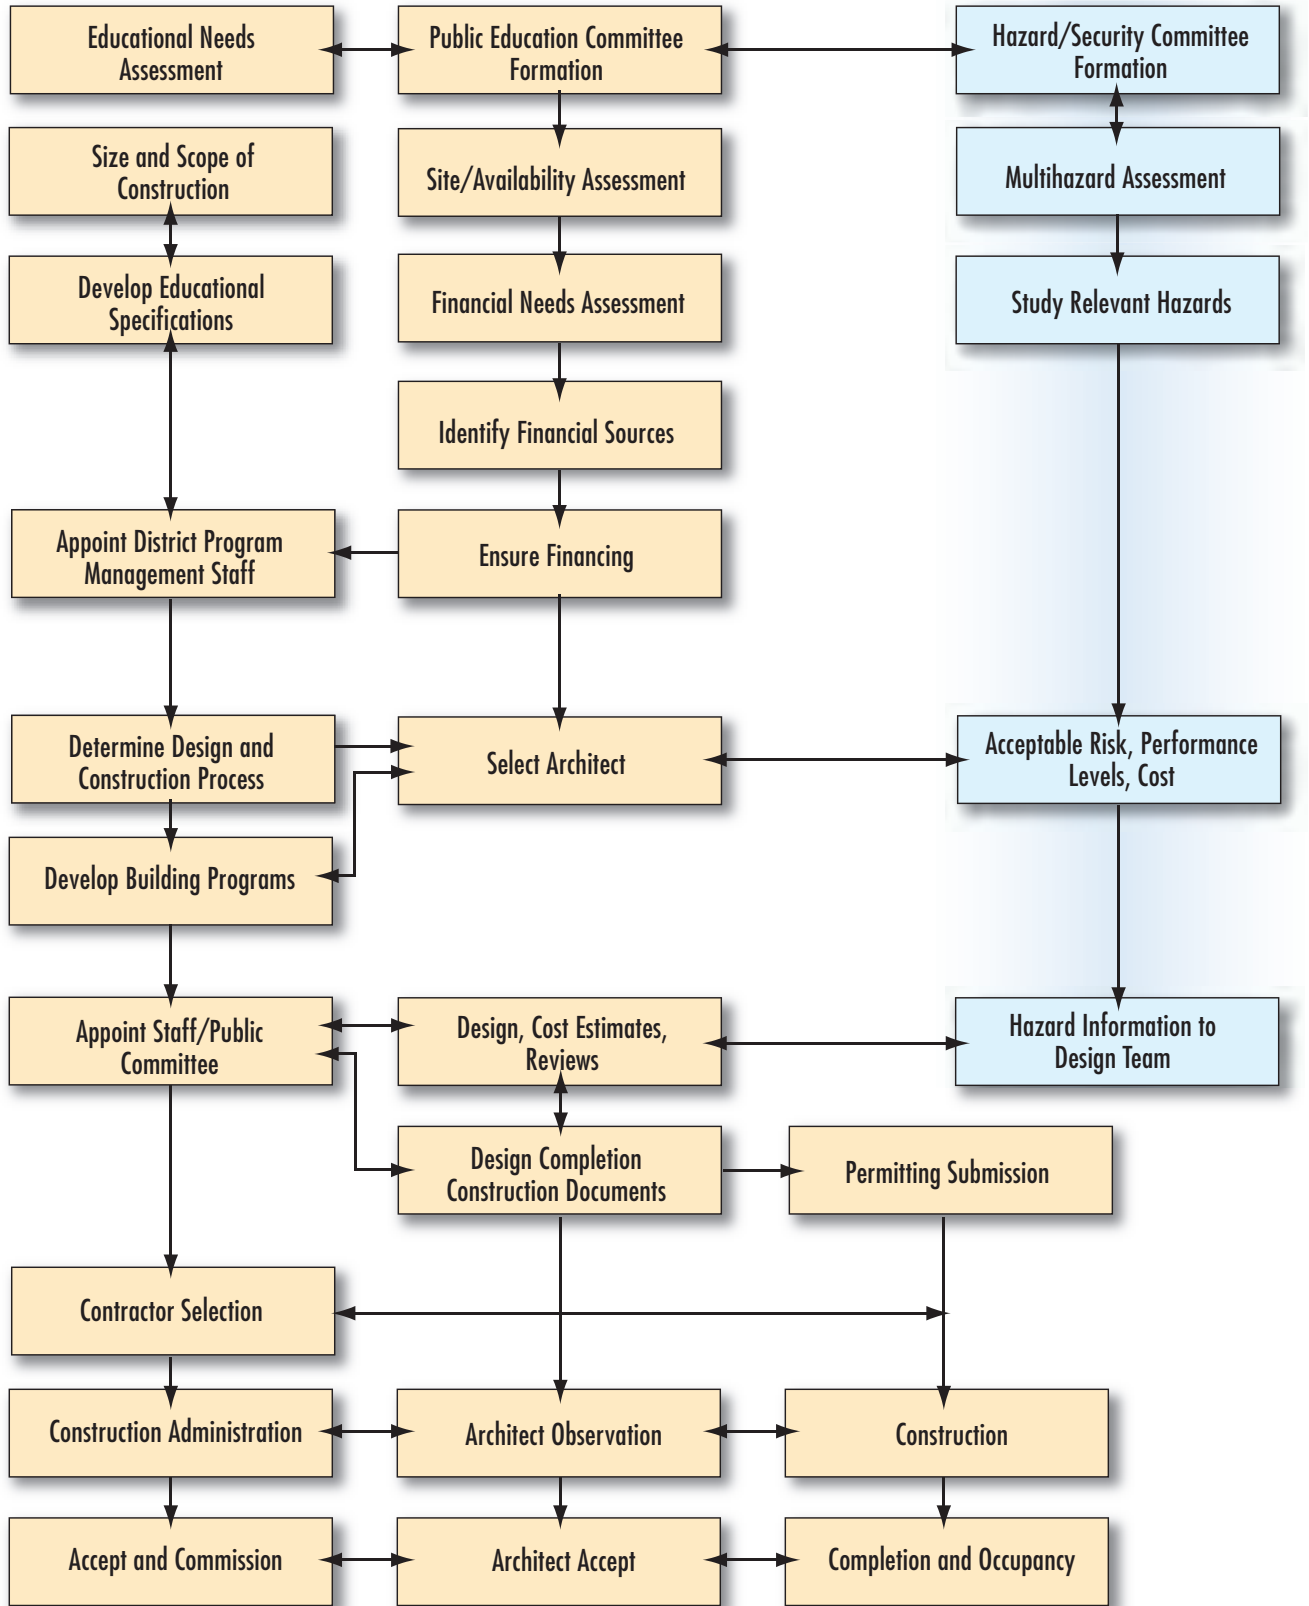 Educational Needs
Assessment
Public Education Committee
Formation
Hazard/Security Committee
Formation
Size and Scope of
Construction
Site/Availability Assessment
Multihazard Assessment
Develop Educational
Specifications
Financial Needs Assessment
Study Relevant Hazards
Identify Financial Sources
Appoint District Program
Management Staff
Ensure Financing
Determine Design and
Construction Process
Select Architect
Acceptable Risk, Performance
Levels, Cost
Develop Building Programs
Appoint Staff/Public
Committee
Design, Cost Estimates,
Reviews
Hazard Information to
Design Team
Design Completion
Construction Documents
Permitting Submission
Contractor Selection
Construction Administration
Architect Observation
Construction
Accept and Commission
Architect Accept
Completion and Occupancy